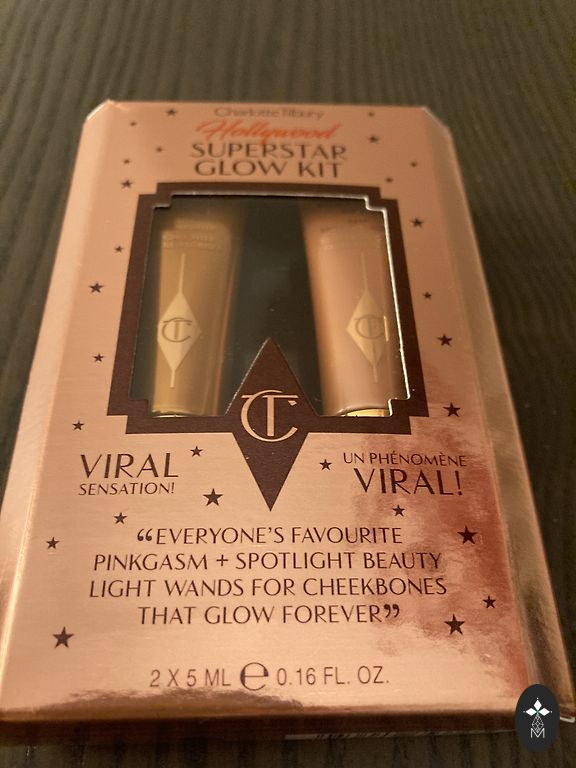 Charlotte Tilbury
Hollywood
SUPERSTAR
GLOW KIT
VIRAL
SENSATION!
UN PHÉNOMÈNE
VIRAL!
“EVERYONE’S FAVOURITE
PINKGASM + SPOTLIGHT BEAUTY
LIGHT WANDS FOR CHEEKBONES
THAT GLOW FOREVER”
2 X 5 ML ℮ 0.16 FL. OZ.